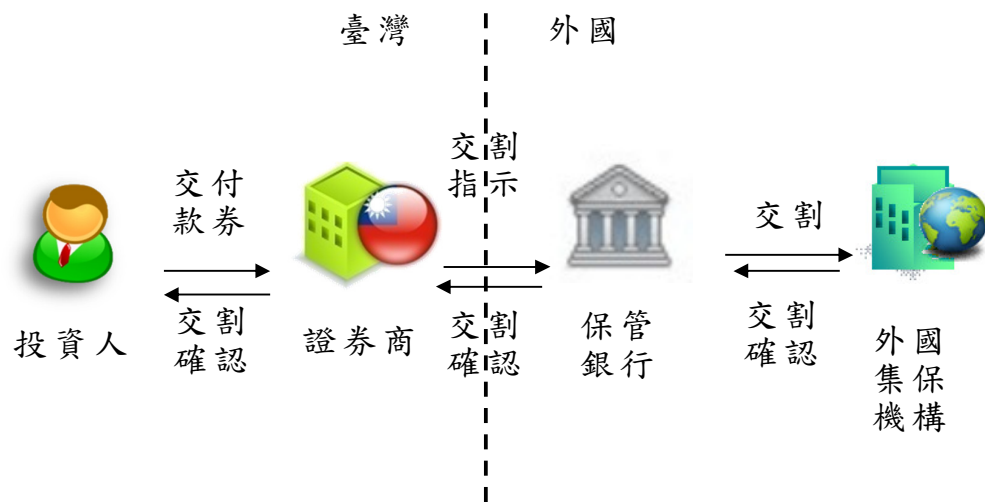 臺灣
外國
交割
指示
交付
款券
交割
交割
確認
交割
確認
交割
確認
投資人
證券商
保管
銀行
外國
集保
機構